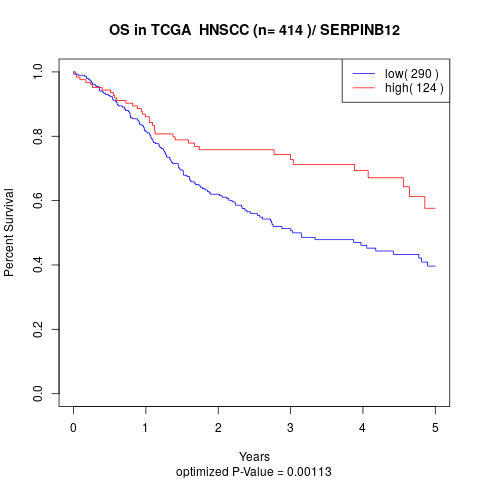 OS in TCGA  HNSCC (n= 414 )/ SERPINB12
low( 290 )
high( 124 )
Percent Survival
1.0
0.8
0.6
0.4
0.2
0.0
0 1 2 3 4 5
Years
optimized P-Value = 0.00113